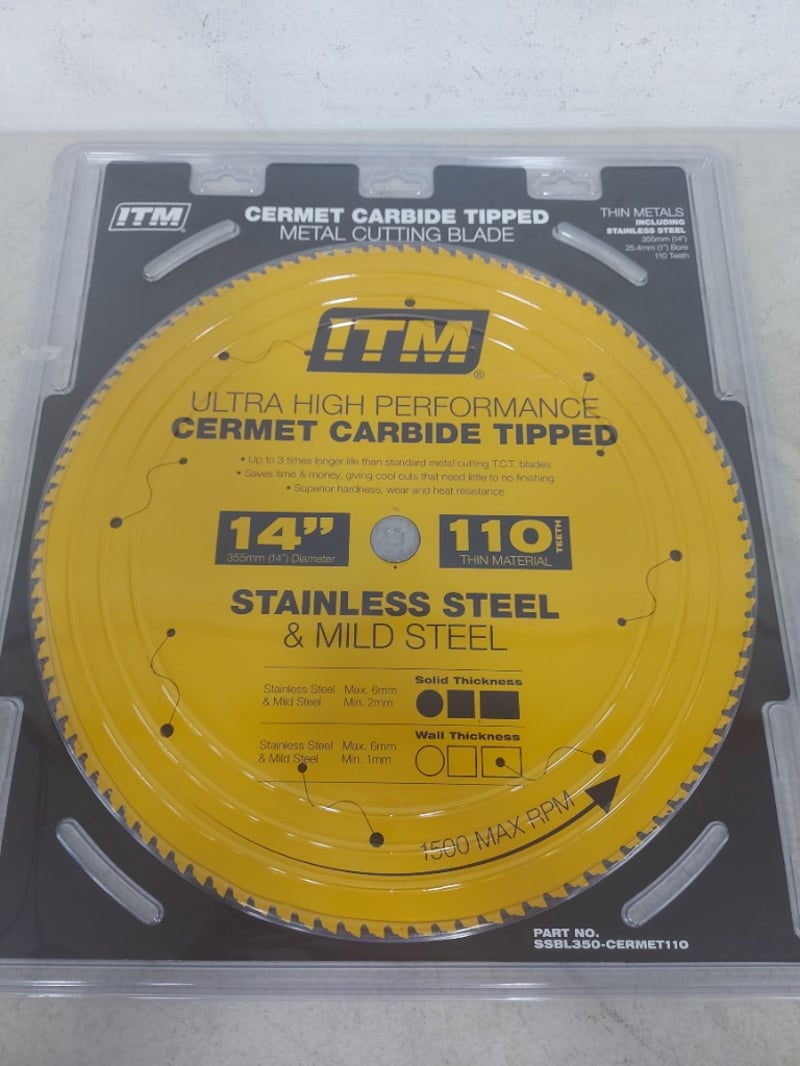 ITM
CERMET CARBIDE TIPPED
METAL CUTTING BLADE
THIN METALS
INCLUDING
STAINLESS STEEL
355mm (14")
25.4mm (1") Bore
110 Teeth
ITM®
ULTRA HIGH PERFORMANCE
CERMET CARBIDE TIPPED
• Up to 3 times longer life than standard metal cutting T.C.T. blades
• Saves time & money, giving cool cuts that need little to no finishing
• Superior hardness, wear and heat resistance
14"
355mm (14") Diameter
110 TEETH
THIN MATERIAL
STAINLESS STEEL
& MILD STEEL
Solid Thickness
Stainless Steel Max. 6mm
& Mild Steel Min. 2mm
Wall Thickness
Stainless Steel Max. 6mm
& Mild Steel Min. 1mm
1500 MAX RPM
PART NO.
SSBL350-CERMET110